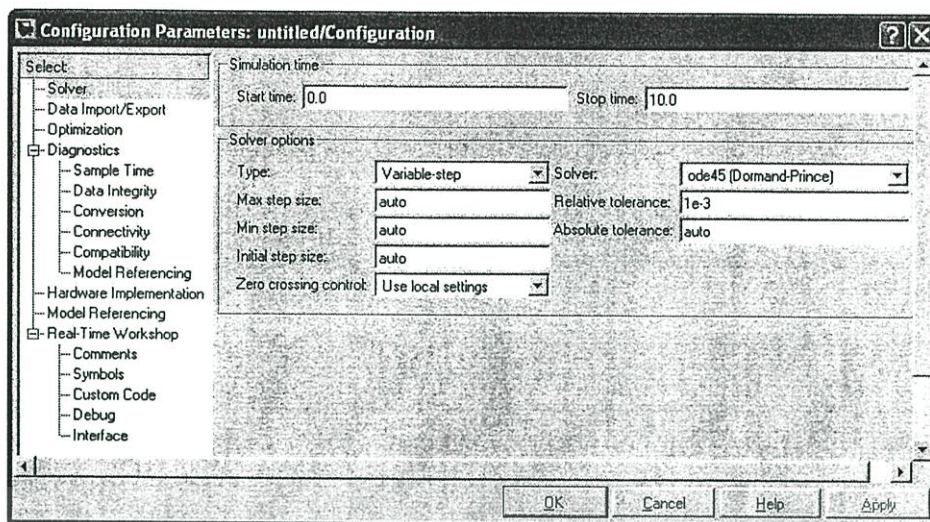 Configuration Parameters: untitled/Configuration
Select:
Solver
Data Import/Export
Optimization
Diagnostics
Sample Time
Data Integrity
Conversion
Connectivity
Compatibility
Model Referencing
Hardware Implementation
Model Referencing
Real-Time Workshop
Comments
Symbols
Custom Code
Debug
Interface
Simulation time
Start time: 0.0 Stop time: 10.0
Solver options
Type: Variable-step Solver: ode45 (Dormand-Prince)
Max step size: auto Relative tolerance: 1e-3
Min step size: auto Absolute tolerance: auto
Initial step size: auto
Zero crossing control: Use local settings
OK Cancel Help Apply